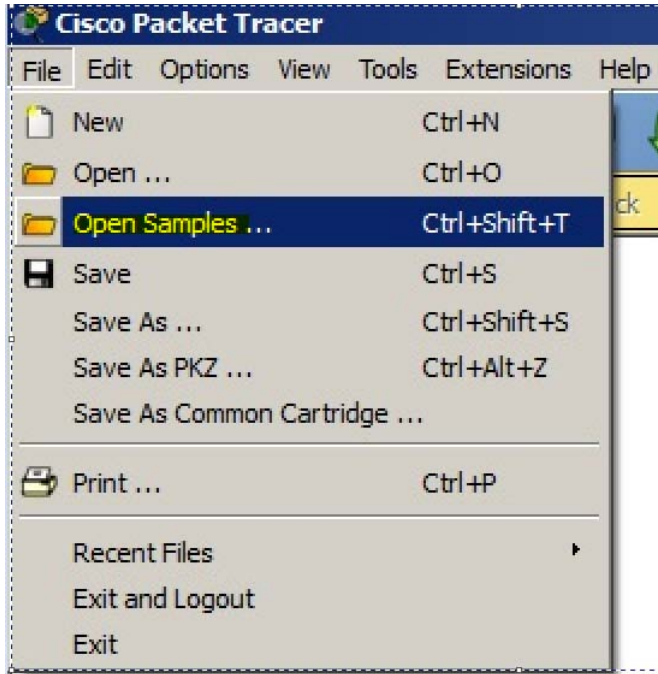 Cisco Packet Tracer
File Edit Options View Tools Extensions Help
New Ctrl+N
Open ... Ctrl+O
ck
Open Samples ... Ctrl+Shift+T
Save Ctrl+S
Save As ... Ctrl+Shift+S
Save As PKZ ... Ctrl+Alt+Z
Save As Common Cartridge ...
Print ... Ctrl+P
Recent Files
Exit and Logout
Exit